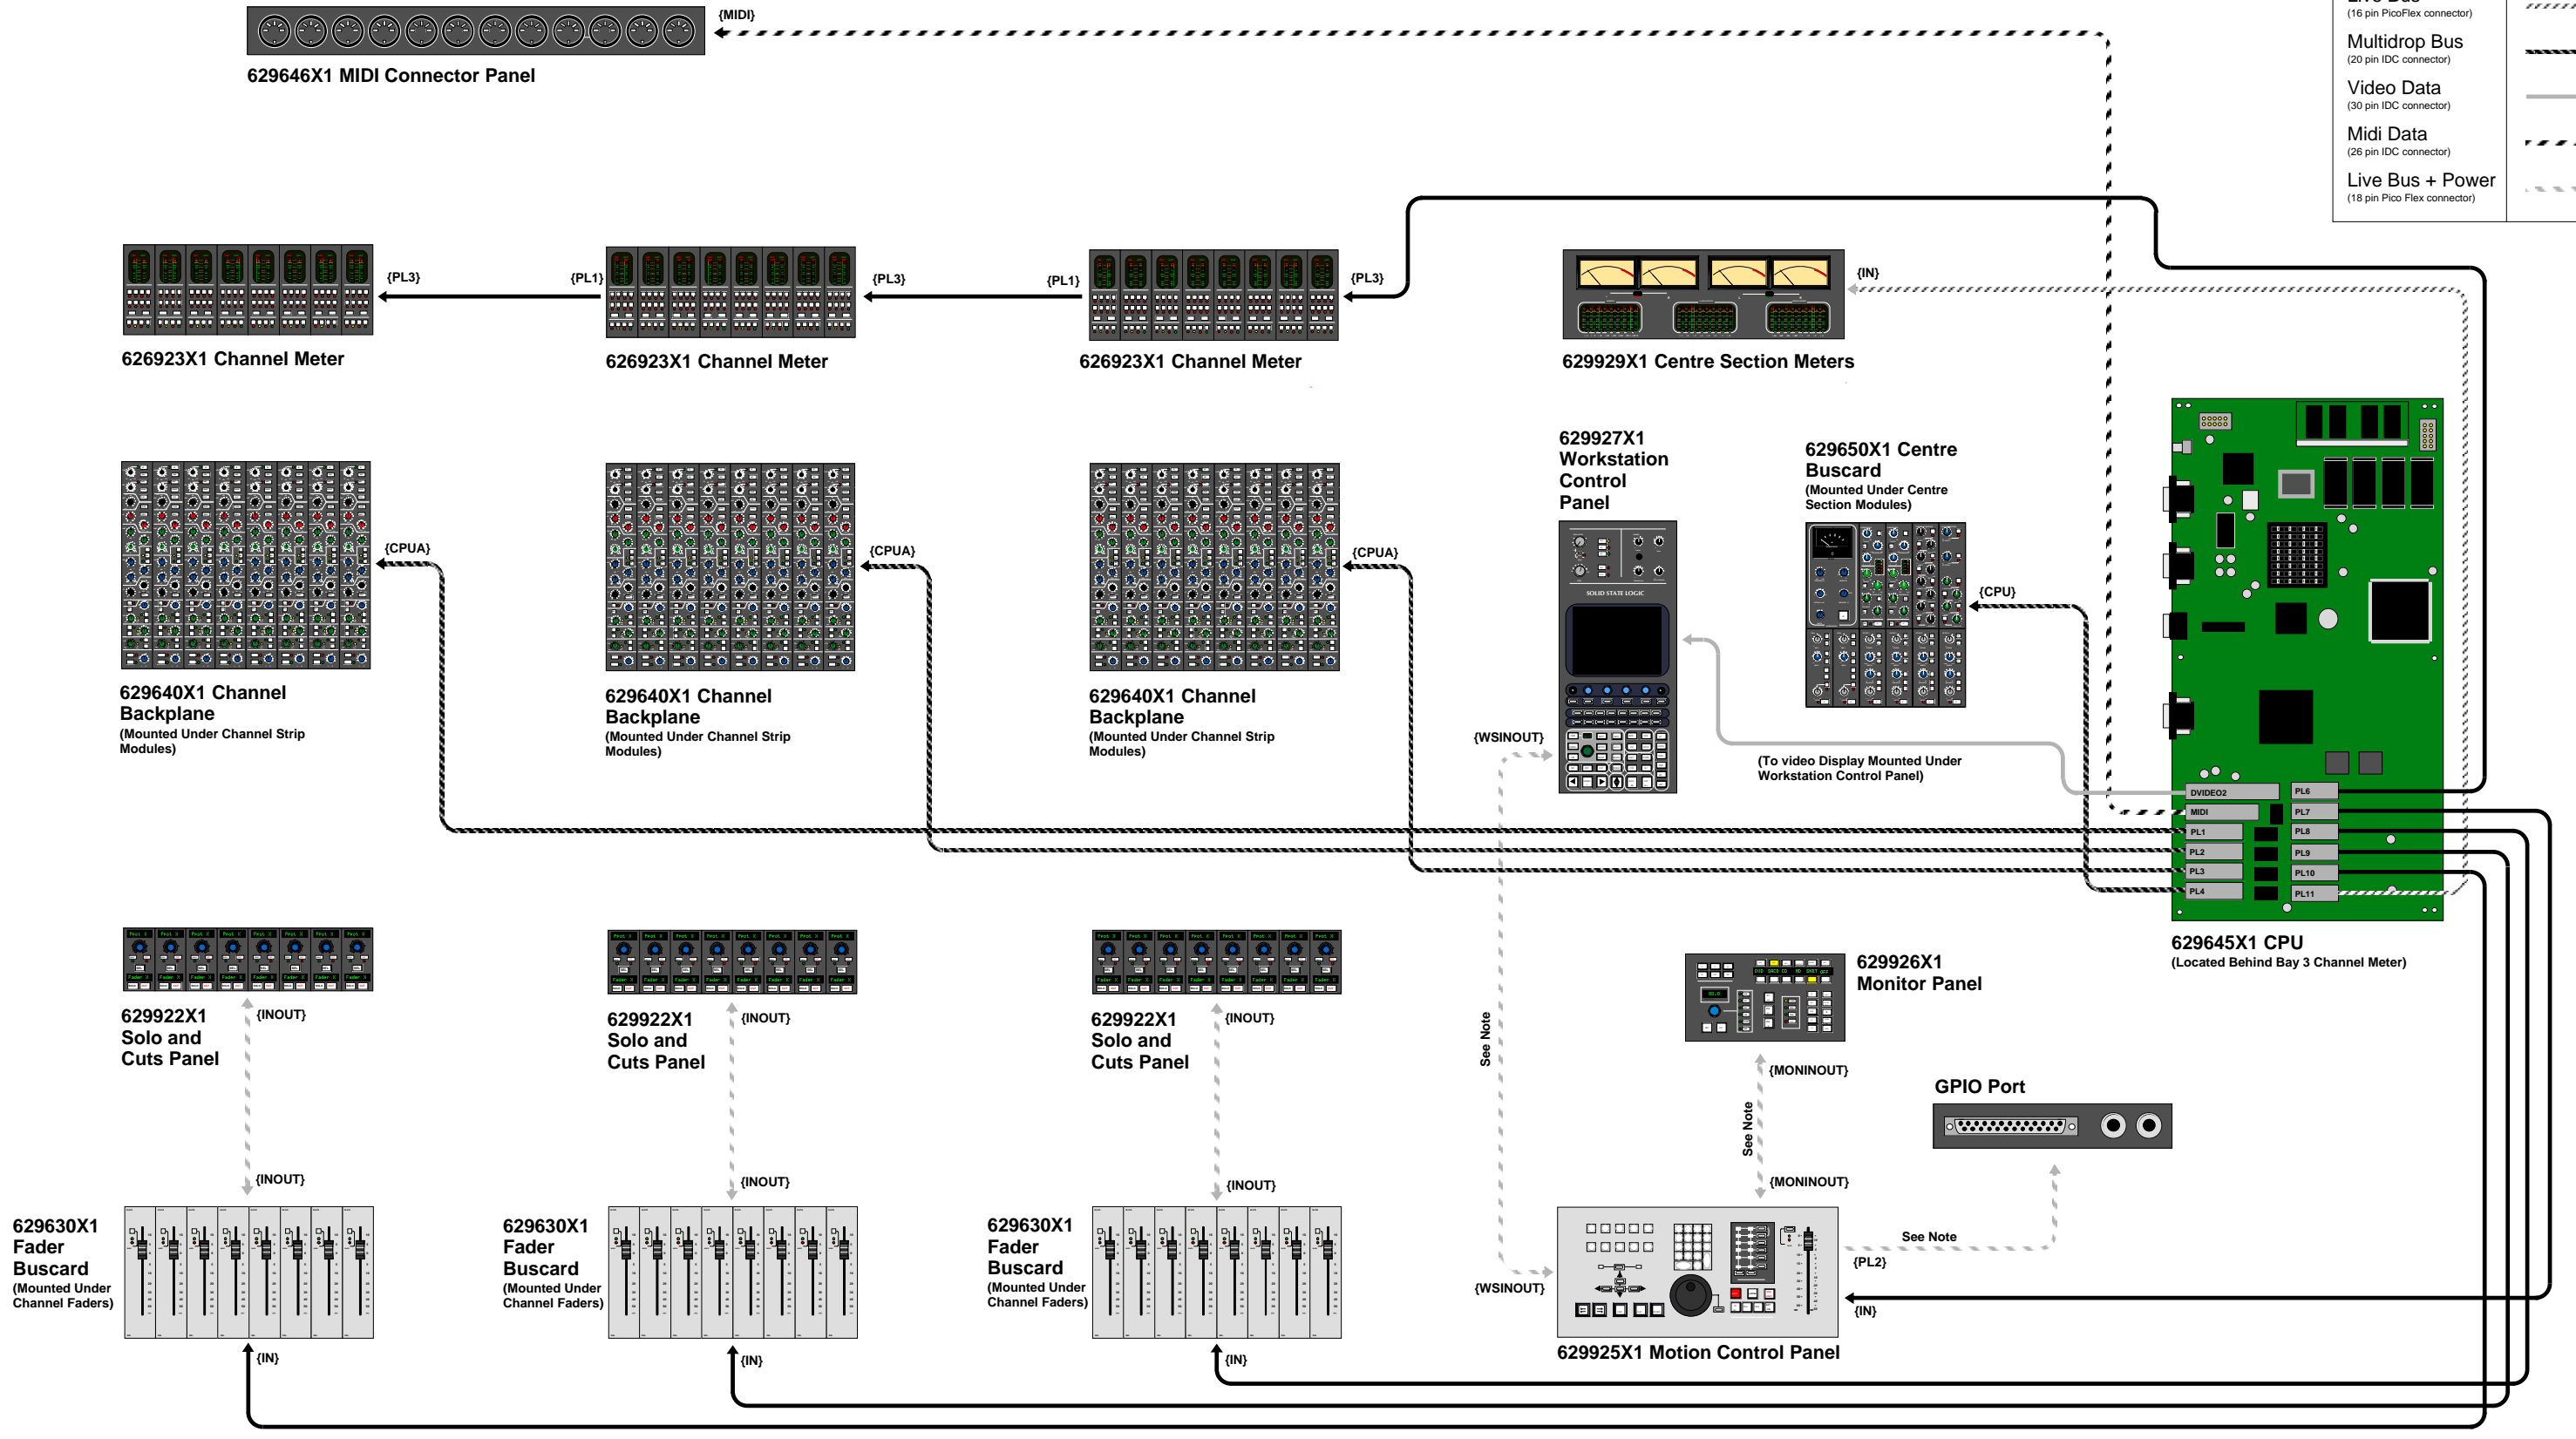 {MIDI}
629646X1 MIDI Connector Panel
(16 pin PicoFlex connector)
Multidrop Bus
(20 pin IDC connector)
Video Data
(30 pin IDC connector)
Midi Data
(26 pin IDC connector)
Live Bus + Power
(18 pin Pico Flex connector)
{PL3}
{PL1}
{PL3}
{PL1}
{PL3}
{IN}
626923X1 Channel Meter
626923X1 Channel Meter
626923X1 Channel Meter
629929X1 Centre Section Meters
629927X1
Workstation
Control
Panel
629650X1 Centre
Buscard
(Mounted Under Centre
Section Modules)
{CPUA}
{CPUA}
{CPUA}
{CPU}
SOLID STATE LOGIC
629640X1 Channel
Backplane
(Mounted Under Channel Strip
Modules)
629640X1 Channel
Backplane
(Mounted Under Channel Strip
Modules)
629640X1 Channel
Backplane
(Mounted Under Channel Strip
Modules)
{WSINOUT}
(To video Display Mounted Under
Workstation Control Panel)
DVIDEO2
MIDI
PL1
PL2
PL3
PL4
PL6
PL7
PL8
PL9
PL10
PL11
629645X1 CPU
(Located Behind Bay 3 Channel Meter)
629922X1
Solo and
Cuts Panel
{INOUT}
629922X1
Solo and
Cuts Panel
{INOUT}
629922X1
Solo and
Cuts Panel
{INOUT}
See Note
629926X1
Monitor Panel
{MONINOUT}
See Note
{MONINOUT}
GPIO Port
{INOUT}
{INOUT}
{INOUT}
629630X1
Fader
Buscard
(Mounted Under
Channel Faders)
629630X1
Fader
Buscard
(Mounted Under
Channel Faders)
629630X1
Fader
Buscard
(Mounted Under
Channel Faders)
{WSINOUT}
See Note
{PL2}
{IN}
629925X1 Motion Control Panel
{IN}
{IN}
{IN}